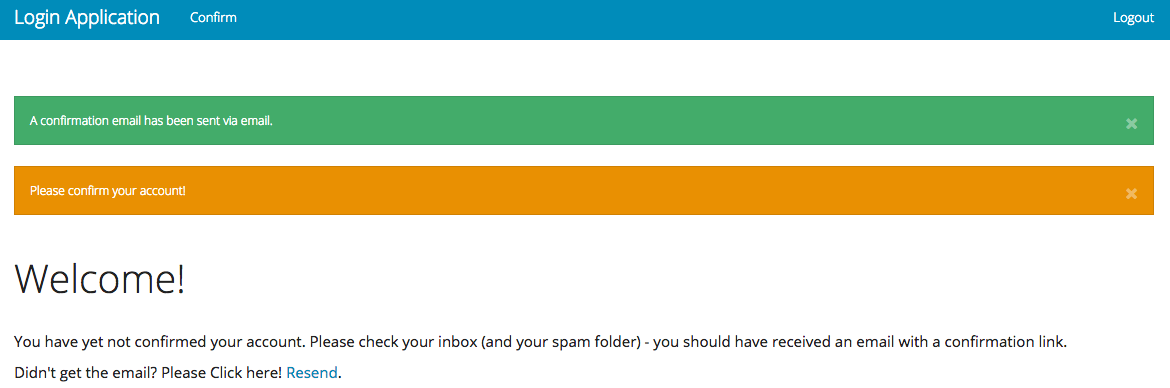 Login Application Confirm Logout
A confirmation email has been sent via email.
Please confirm your account!
Welcome!
You have yet not confirmed your account. Please check your inbox (and your spam folder) - you should have received an email with a confirmation link.
Didn't get the email? Please Click here! Resend.